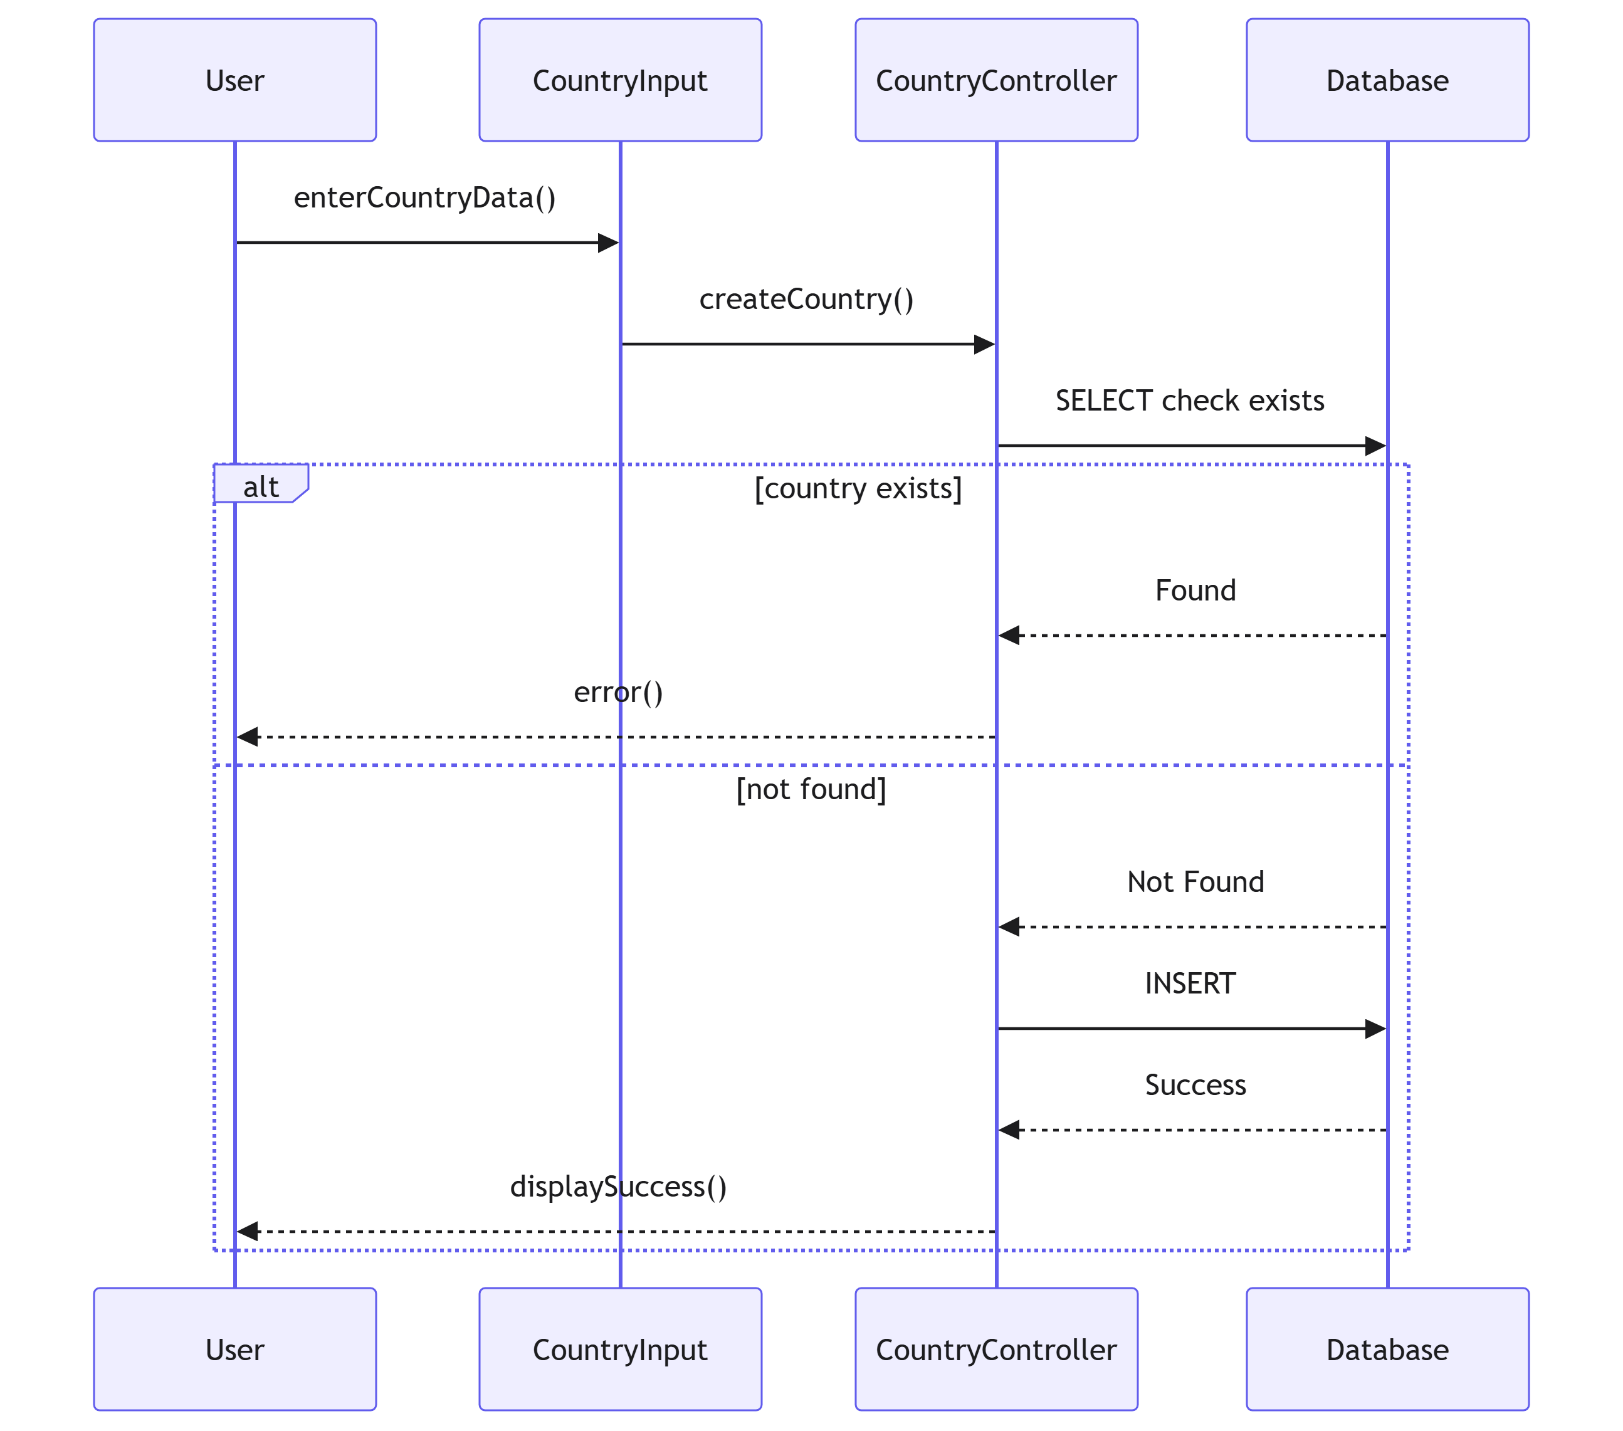 User
CountryInput
CountryController
Database
enterCountryData()
createCountry()
SELECT check exists
alt
[country exists]
Found
error()
[not found]
Not Found
INSERT
Success
displaySuccess()
User
CountryInput
CountryController
Database